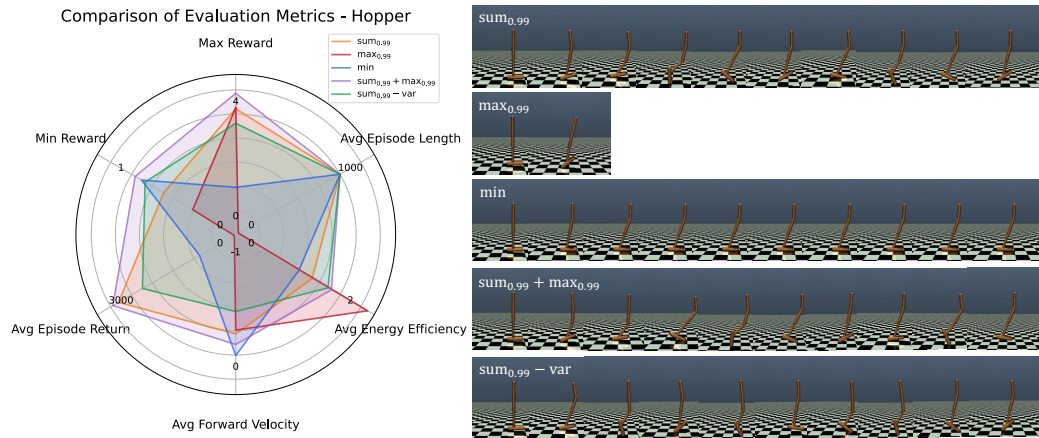 Comparison of Evaluation Metrics - Hopper
Max Reward
sum₀.₉₉
max₀.₉₉
min
sum₀.₉₉ + max₀.₉₉
sum₀.₉₉ − var
4
Min Reward
Avg Episode Length
1
1000
0
0
0
0
0
-1
3000
2
Avg Episode Return
Avg Energy Efficiency
0
Avg Forward Velocity
sum₀.₉₉
max₀.₉₉
min
sum₀.₉₉ + max₀.₉₉
sum₀.₉₉ − var